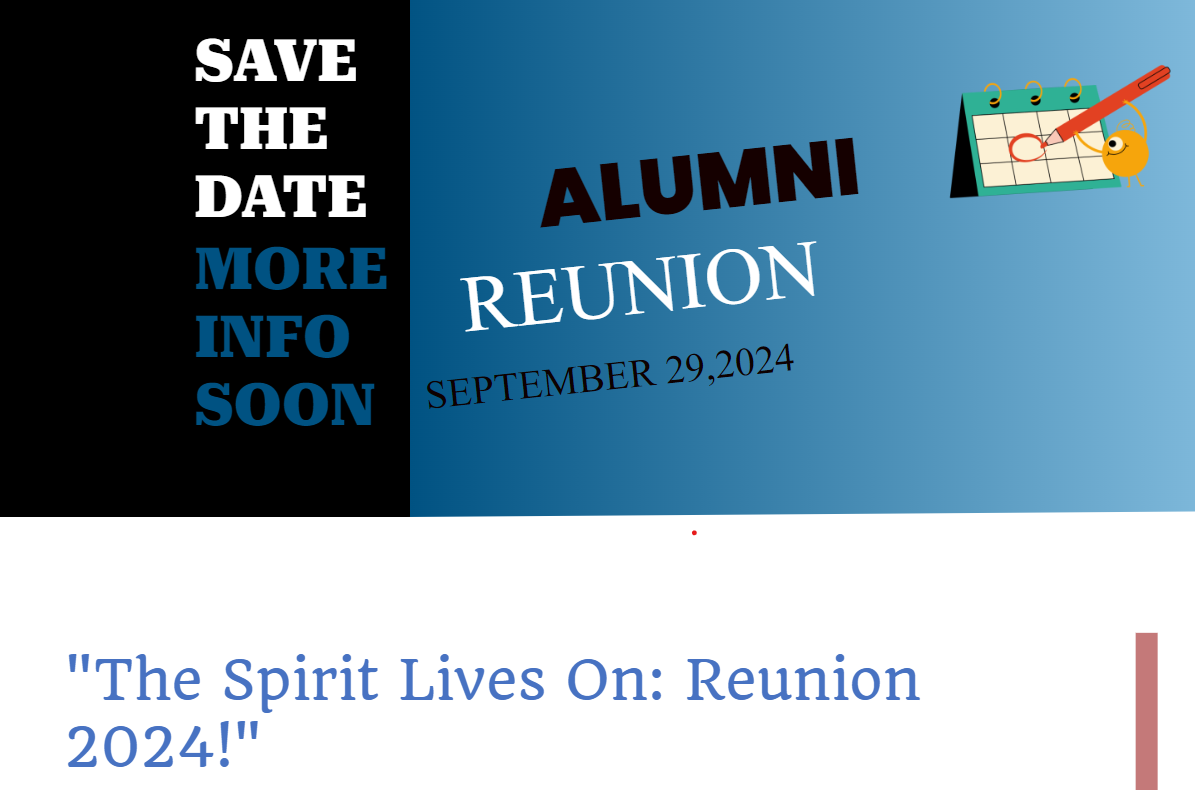 SAVE
THE
DATE
MORE
INFO
SOON
ALUMNI
REUNION
SEPTEMBER 29,2024
"The Spirit Lives On: Reunion
2024!"